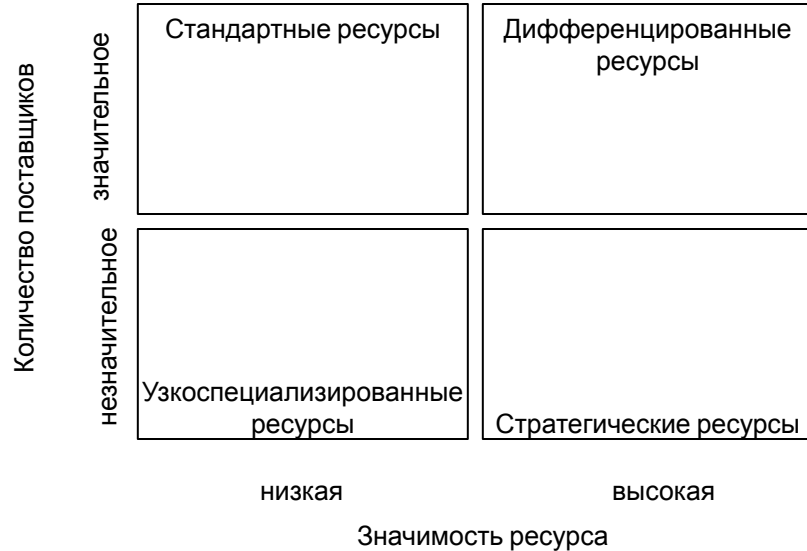 Количество поставщиков
значительное
Стандартные ресурсы
Дифференцированные
ресурсы
незначительное
Узкоспециализированные
ресурсы
Стратегические ресурсы
низкая
высокая
Значимость ресурса